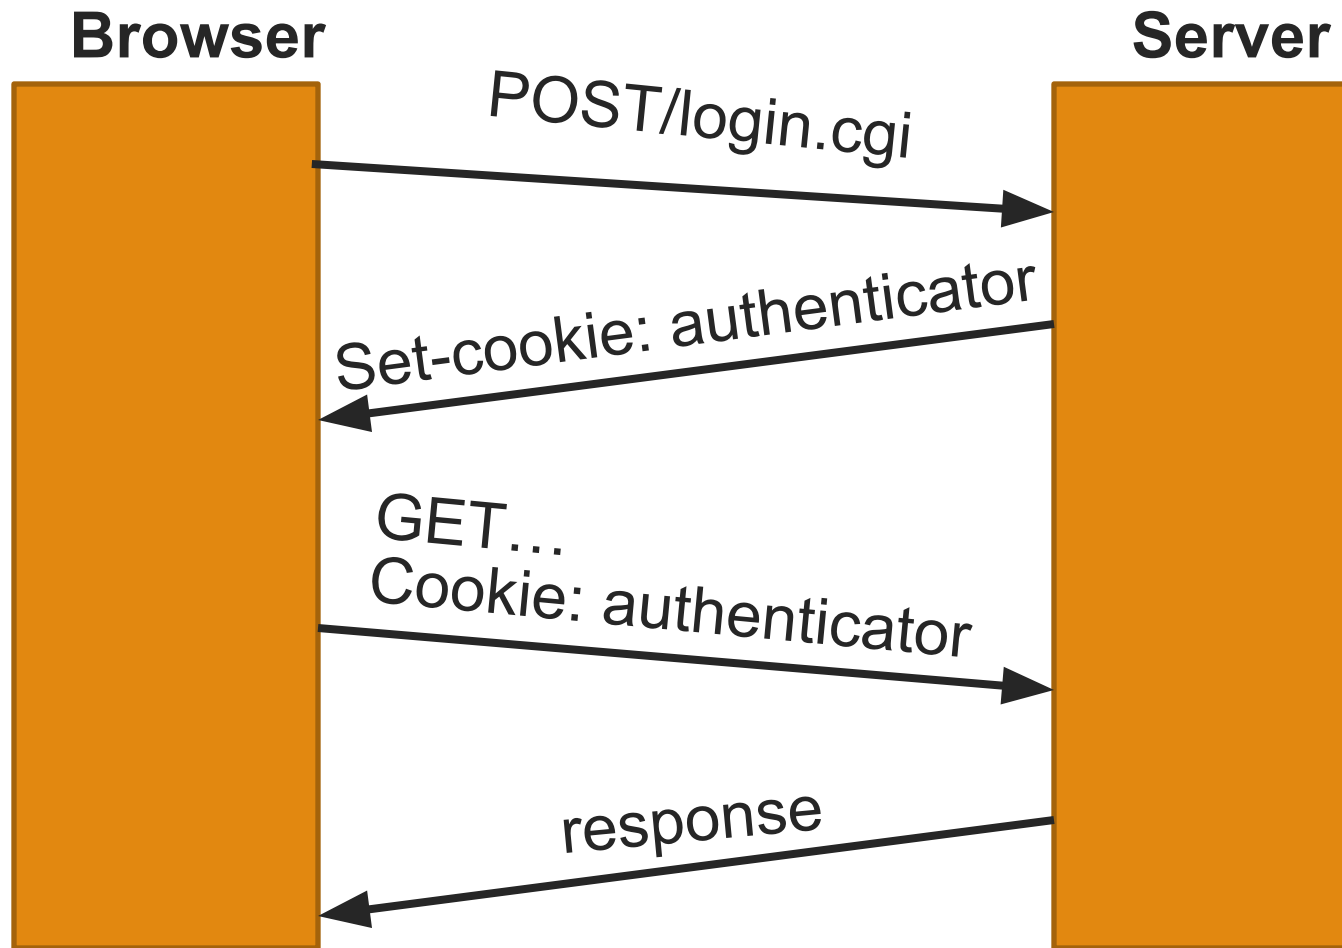 Browser
Server
POST/login.cgi
Set-cookie: authenticator
GET…
Cookie: authenticator
response